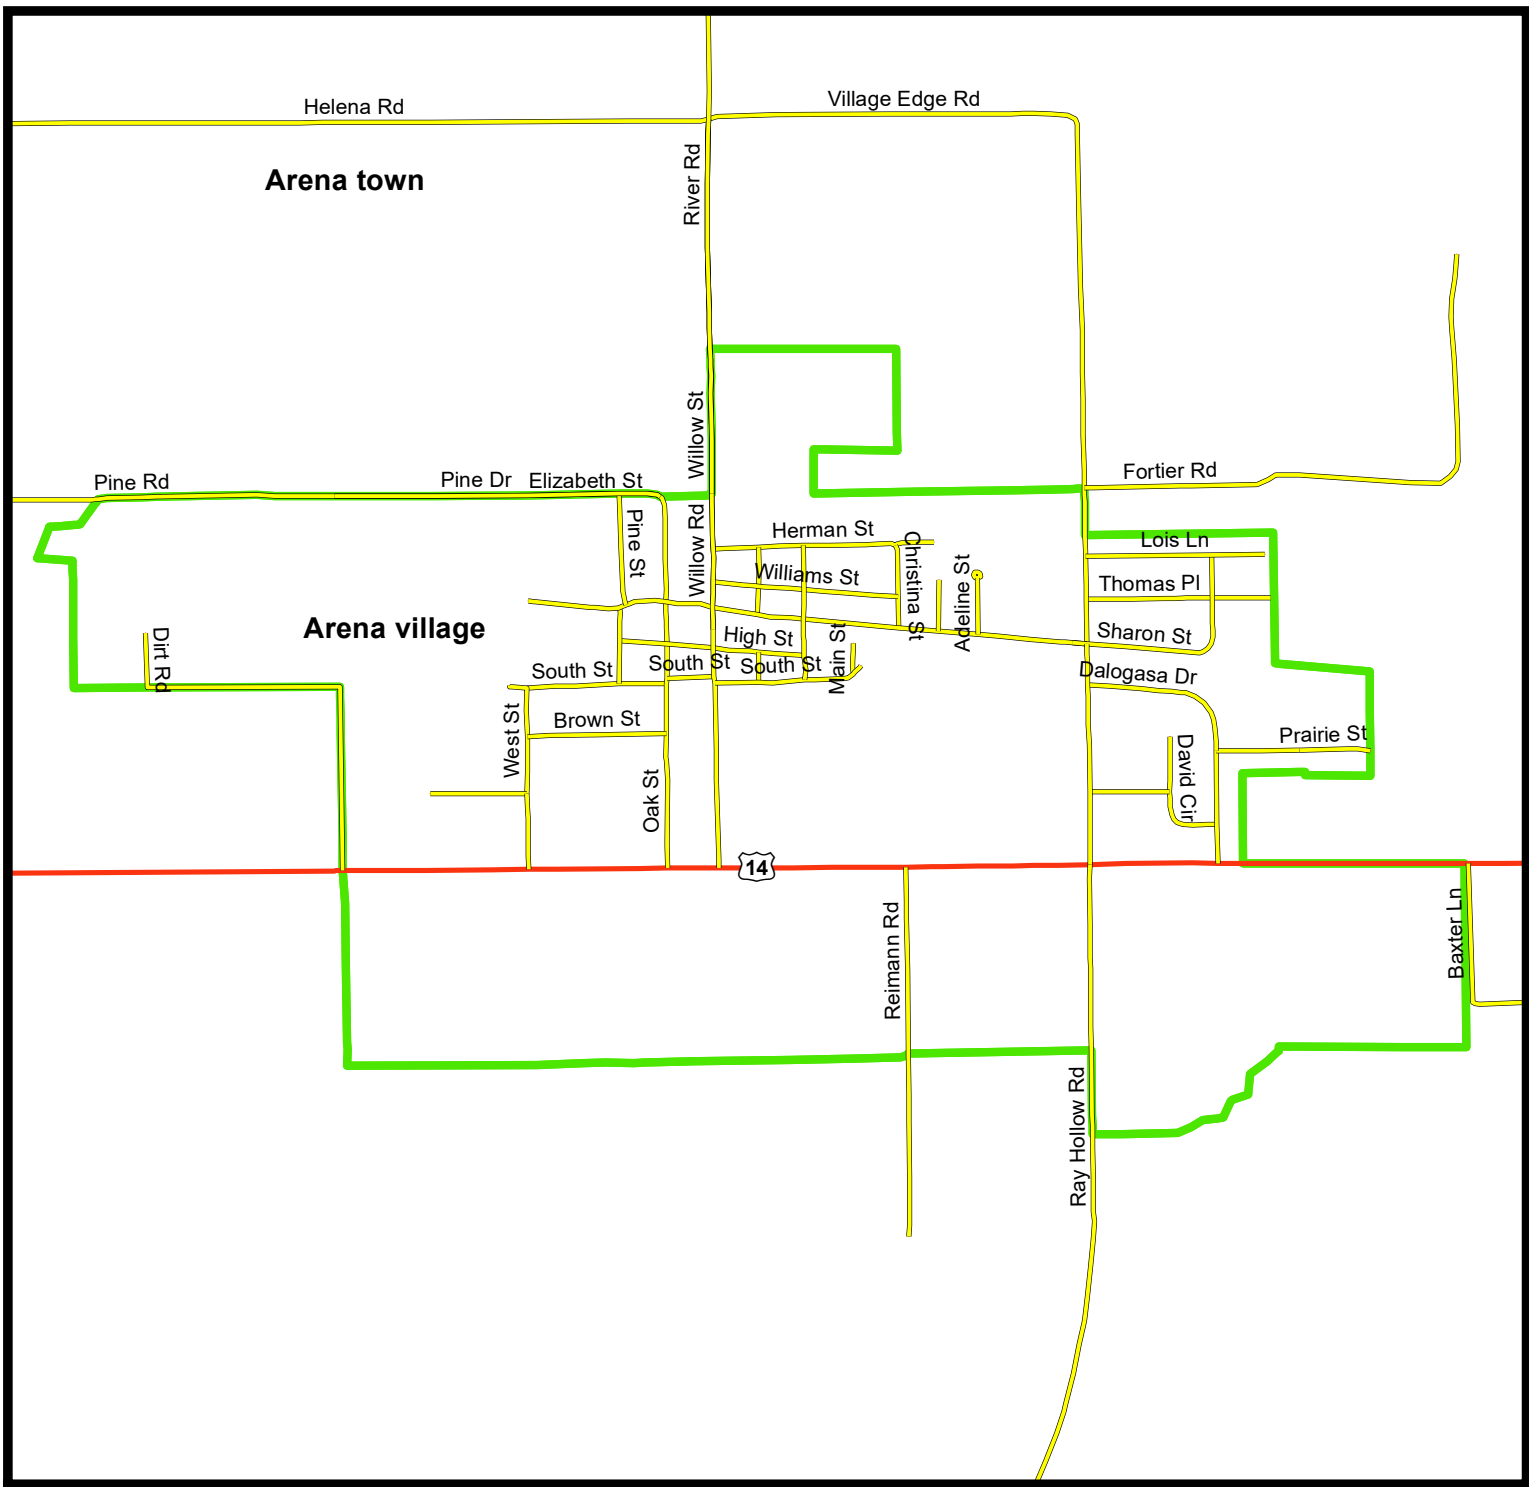 Village Edge Rd
Helena Rd
River Rd
Arena town
Willow St
Pine Rd
Pine Dr
Elizabeth St
Fortier Rd
Pine St
Willow Rd
Herman St
Christina St
Adeline St
Lois Ln
Williams St
Thomas Pl
Arena village
Dirt Rd
High St
Sharon St
Main St
South St
South St
South St
Dalogasa Dr
West St
Brown St
Prairie St
David Cir
Oak St
14
Reimann Rd
Baxter Ln
Ray Hollow Rd